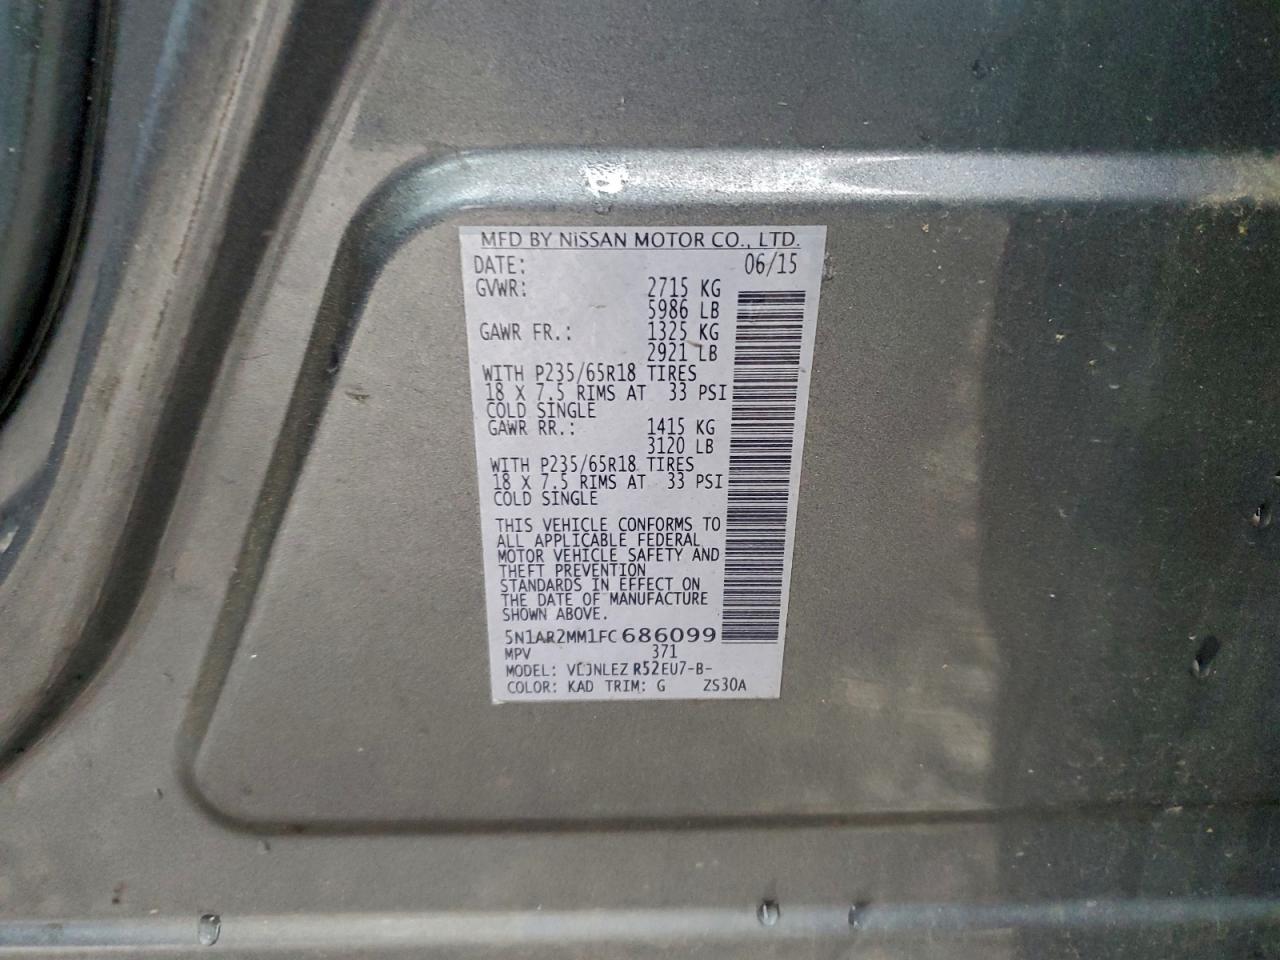 MFD BY NISSAN MOTOR CO., LTD.
DATE: 06/15
GVWR: 2715 KG
5986 LB
GAWR FR.: 1325 KG
2921 LB
WITH P235/65R18 TIRES
18 X 7.5 RIMS AT 33 PSI
COLD SINGLE
GAWR RR.: 1415 KG
3120 LB
WITH P235/65R18 TIRES
18 X 7.5 RIMS AT 33 PSI
COLD SINGLE
THIS VEHICLE CONFORMS TO
ALL APPLICABLE FEDERAL
MOTOR VEHICLE SAFETY AND
THEFT PREVENTION
STANDARDS IN EFFECT ON
THE DATE OF MANUFACTURE
SHOWN ABOVE.
5N1AR2MM1FC686099
MPV 371
MODEL: R52EU7-B-
COLOR: KAD TRIM: G ZS30A